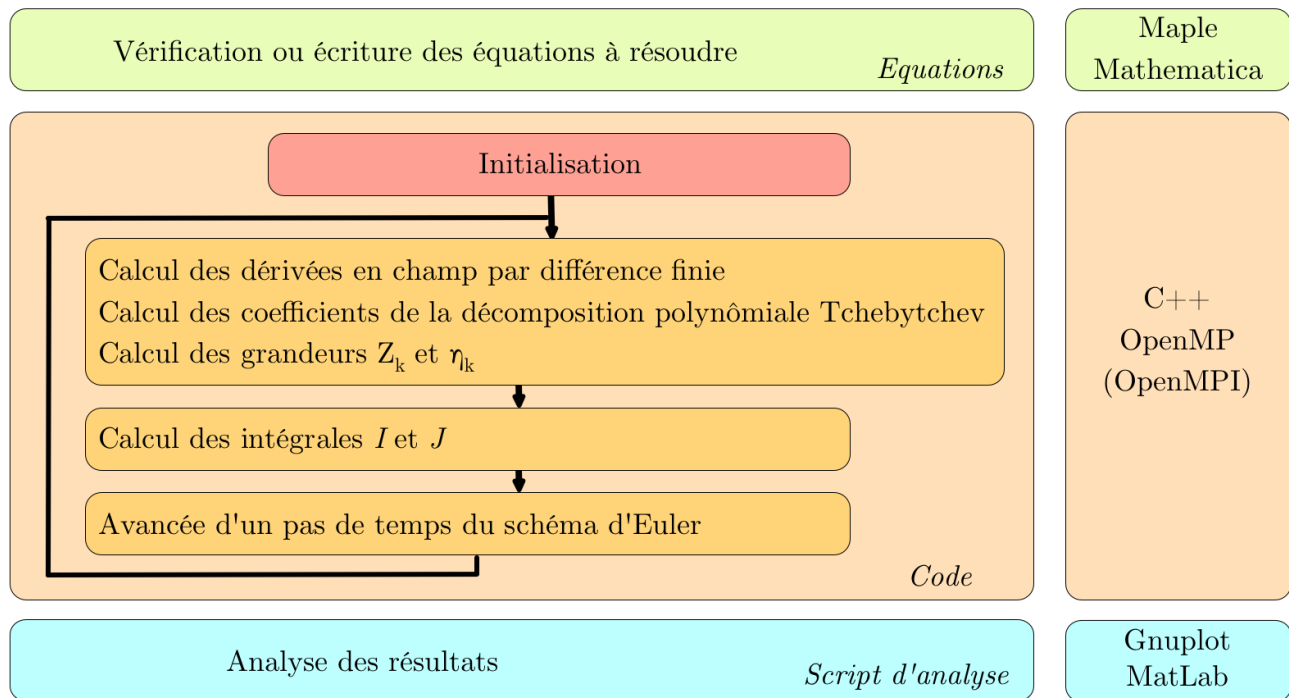 Vérification ou écriture des équations à résoudre
Equations
Maple
Mathematica
Initialisation
Calcul des dérivées en champ par différence finie
Calcul des coefficients de la décomposition polynômiale Tchebytchev
Calcul des grandeurs Z_k et η_k
Calcul des intégrales I et J
Avancée d'un pas de temps du schéma d'Euler
Code
C++
OpenMP
(OpenMPI)
Analyse des résultats
Script d'analyse
Gnuplot
MatLab